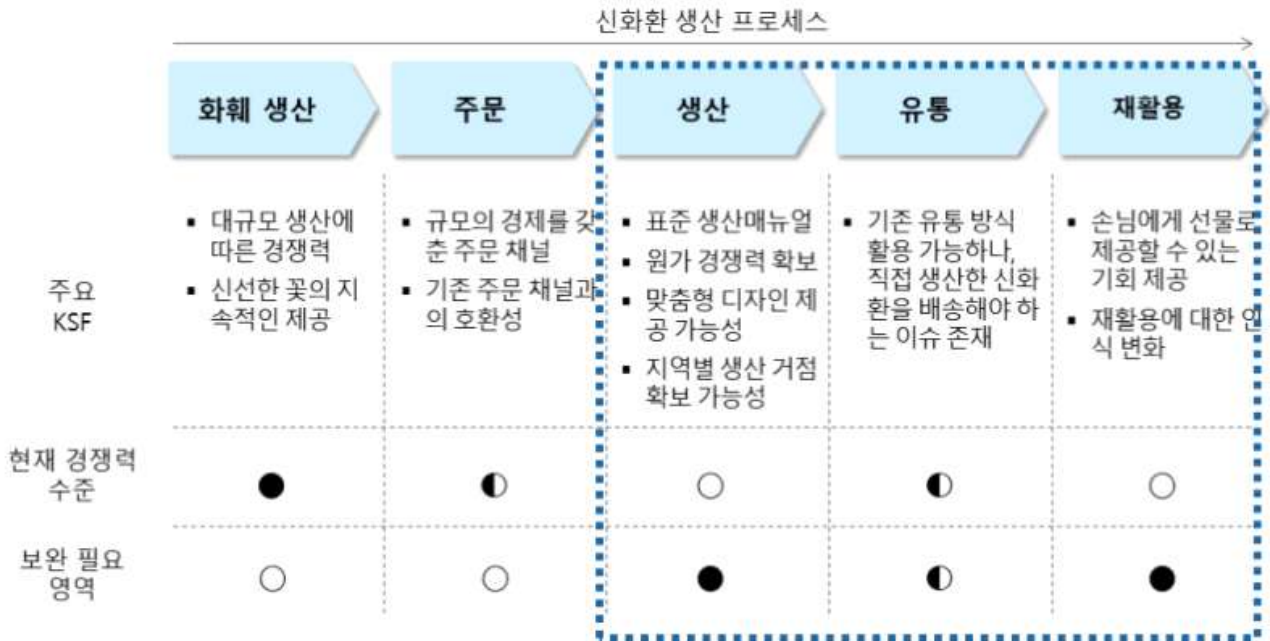 신화환 생산 프로세스
화훼 생산
주문
생산
유통
재활용
주요
KSF
▪ 대규모 생산에
따른 경쟁력
▪ 신선한 꽃의 지
속적인 제공
▪ 규모의 경제를 갖
춘 주문 채널
▪ 기존 주문 채널과
의 호환성
▪ 표준 생산매뉴얼
▪ 원가 경쟁력 확보
▪ 맞춤형 디자인 제
공 가능성
▪ 지역별 생산 거점
확보 가능성
▪ 기존 유통 방식
활용 가능하나,
직접 생산한 신화
환을 배송해야 하
는 이슈 존재
▪ 손님에게 선물로
제공할 수 있는
기회 제공
▪ 재활용에 대한 인
식 변화
현재 경쟁력
수준
보완 필요
영역